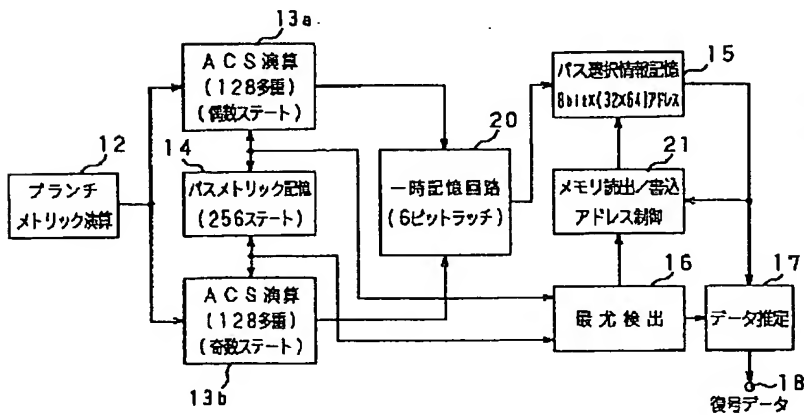 13a
ACS演算
(128多重)
(偶数ステート)
12
ブランチ
メトリック演算
14
パスメトリック記憶
(256ステート)
ACS演算
(128多重)
(奇数ステート)
13b
20
一時記憶回路
(6ビットラッチ)
15
パス選択情報記憶
8bit×(32×64)アドレス
21
メモリ読出/書込
アドレス制御
16
最尤検出
17
データ推定
18
復号データ